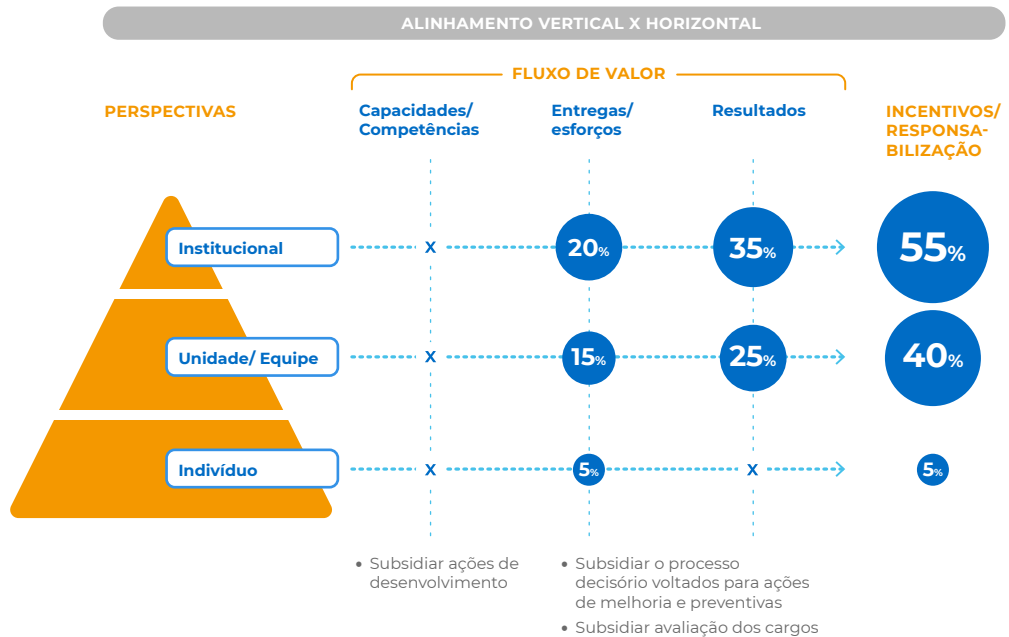 ALINHAMENTO VERTICAL X HORIZONTAL
FLUXO DE VALOR
PERSPECTIVAS
Capacidades/
Competências
Entregas/
esforços
Resultados
INCENTIVOS/
RESPONSA-
BILIZAÇÃO
Institucional
X
20%
35%
55%
Unidade/ Equipe
X
15%
25%
40%
Indivíduo
X
5%
X
5%
• Subsidiar ações de
desenvolvimento
• Subsidiar o processo
decisório voltados para ações
de melhoria e preventivas
• Subsidiar avaliação dos cargos